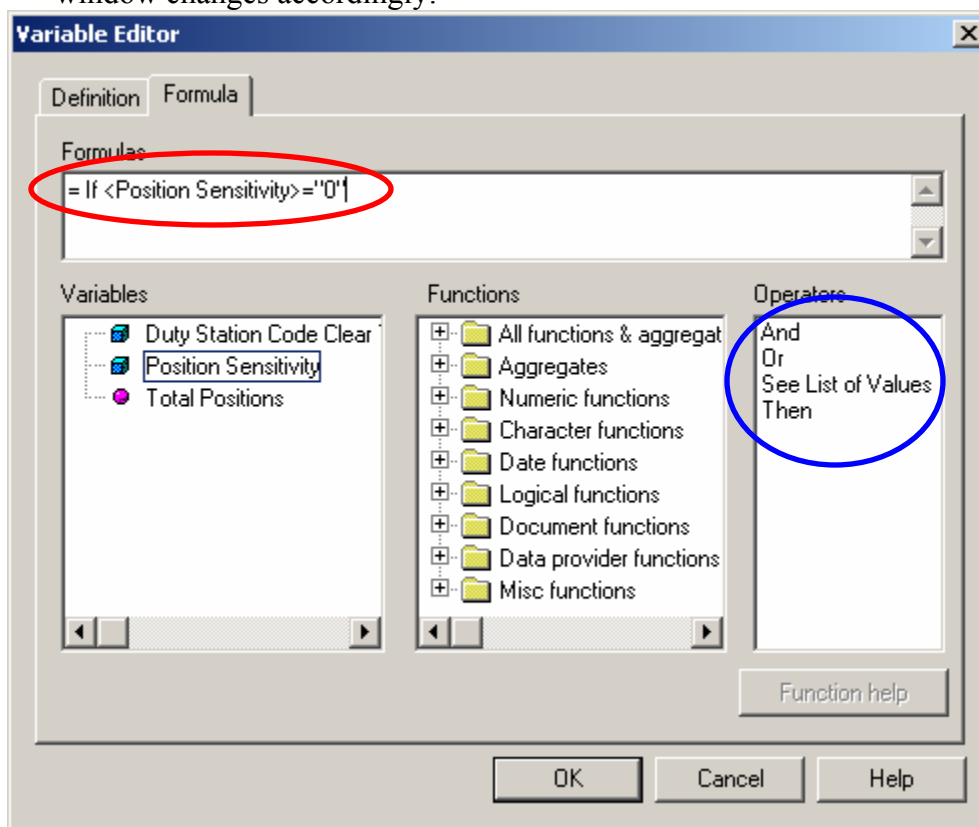 window changes accordingly.
Variable Editor
Definition Formula
Formulas
= If <Position Sensitivity>="0"
Variables
Duty Station Code Clear
Position Sensitivity
Total Positions
Functions
All functions & aggregat
Aggregates
Numeric functions
Character functions
Date functions
Logical functions
Document functions
Data provider functions
Misc functions
Operators
And
Or
See List of Values
Then
Function help
OK Cancel Help